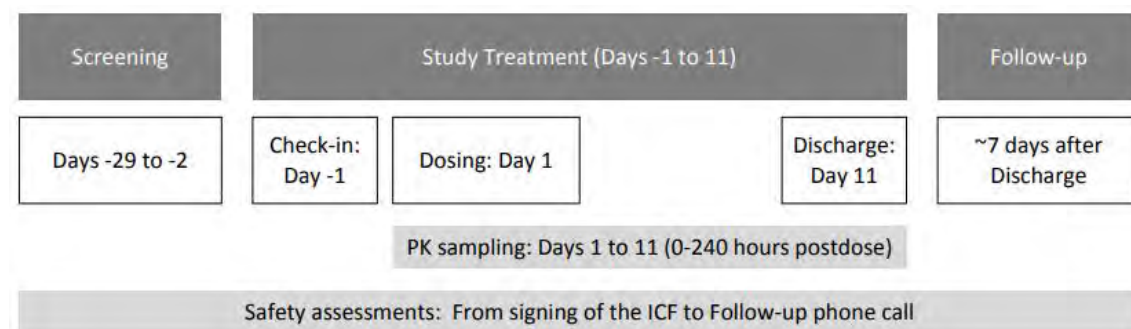 Screening
Study Treatment (Days -1 to 11)
Follow-up
Days -29 to -2
Check-in:
Day -1
Dosing: Day 1
Discharge:
Day 11
~7 days after
Discharge
PK sampling: Days 1 to 11 (0-240 hours postdose)
Safety assessments: From signing of the ICF to Follow-up phone call